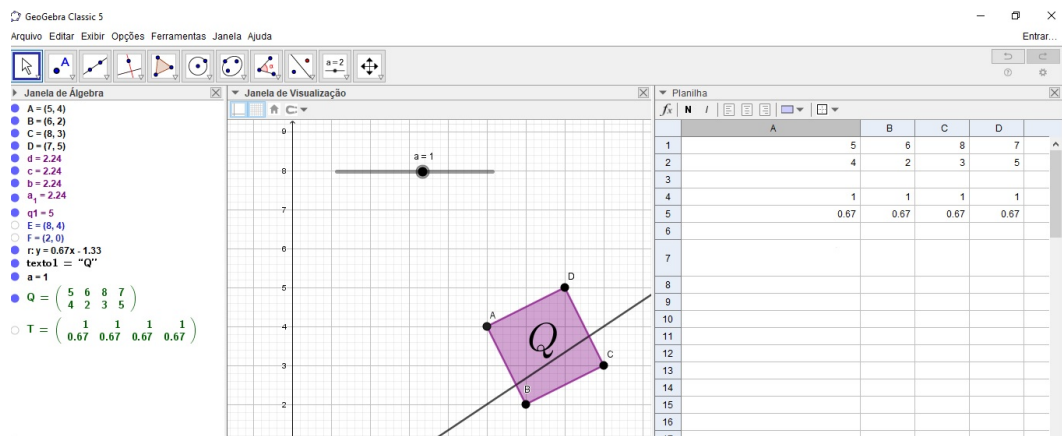 GeoGebra Classic 5
Arquivo Editar Exibir Opções Ferramentas Janela Ajuda
Entrar...
A
a=2
Janela de Álgebra
A = (5, 4)
B = (6, 2)
C = (8, 3)
D = (7, 5)
d = 2.24
c = 2.24
b = 2.24
a₁ = 2.24
q1 = 5
E = (8, 4)
F = (2, 0)
r: y = 0.67x - 1.33
texto1 = “Q”
a = 1
Q = ( 5 6 8 7
4 2 3 5 )
T = ( 1 1 1 1
0.67 0.67 0.67 0.67 )
Janela de Visualização
9
a = 1
8
7
6
5
D
4
A
Q
3
C
B
2
Planilha
fx N I
A B C D
1 5 6 8 7
2 4 2 3 5
3
4 1 1 1 1
5 0.67 0.67 0.67 0.67
6
7
8
9
10
11
12
13
14
15
16